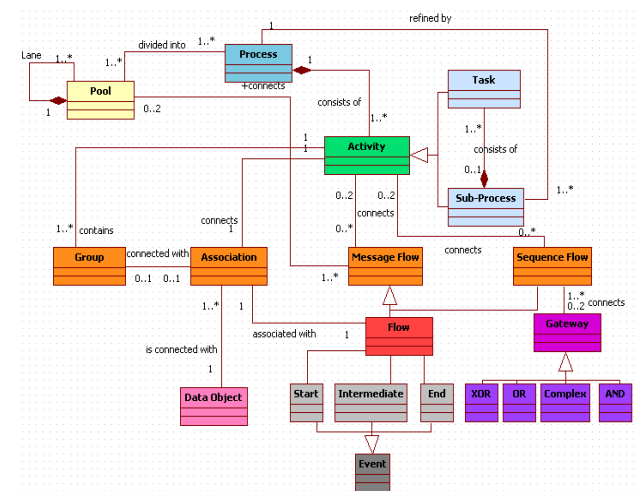 refined by
1
1..*
divided into
1..*
Lane
1..*
Process
1
+connects
Pool
1
0..2
Task
consists of
1..*
1..*
consists of
0..1
1
1
Activity
Sub-Process
1..*
0..2
0..2
connects
0..*
0..*
connects
1
connects
1..*
contains
Group
connected with
0..1
0..1
Association
Message Flow
1..*
Sequence Flow
1..*
0..2
connects
1..*
1
associated with
1
Flow
Gateway
is connected with
1
Data Object
Start
Intermediate
End
XOR
OR
Complex
AND
Event